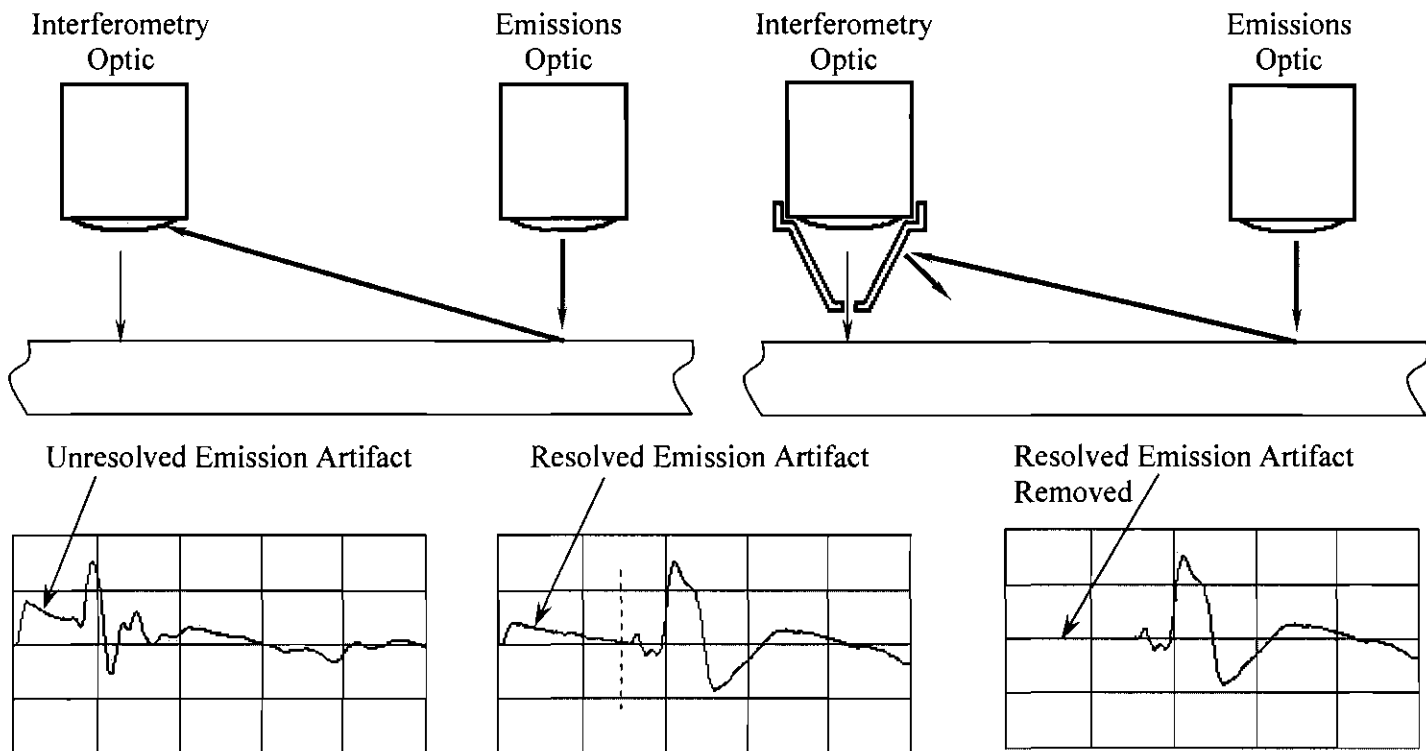 Interferometry
Optic
Emissions
Optic
Interferometry
Optic
Emissions
Optic
Unresolved Emission Artifact
Resolved Emission Artifact
Resolved Emission Artifact
Removed